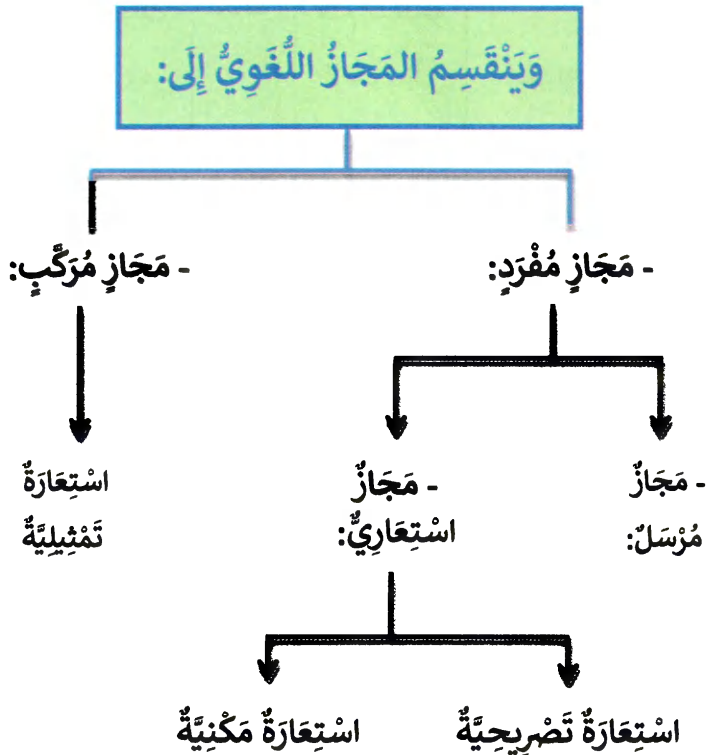 وَيَنْقَسِمُ المَجَازُ اللُّغَوِيُّ إِلَى:
- مَجَازٍ مُفْرَدٍ:
- مَجَازٍ مُرَكَّبٍ:
- مَجَازٌ
مُرْسَلٌ:
- مَجَازٌ
اسْتِعَارِيٌّ:
اسْتِعَارَةٌ
تَمْثِيلِيَّةٌ
اسْتِعَارَةٌ تَصْرِيحِيَّةٌ
اسْتِعَارَةٌ مَكْنِيَّةٌ